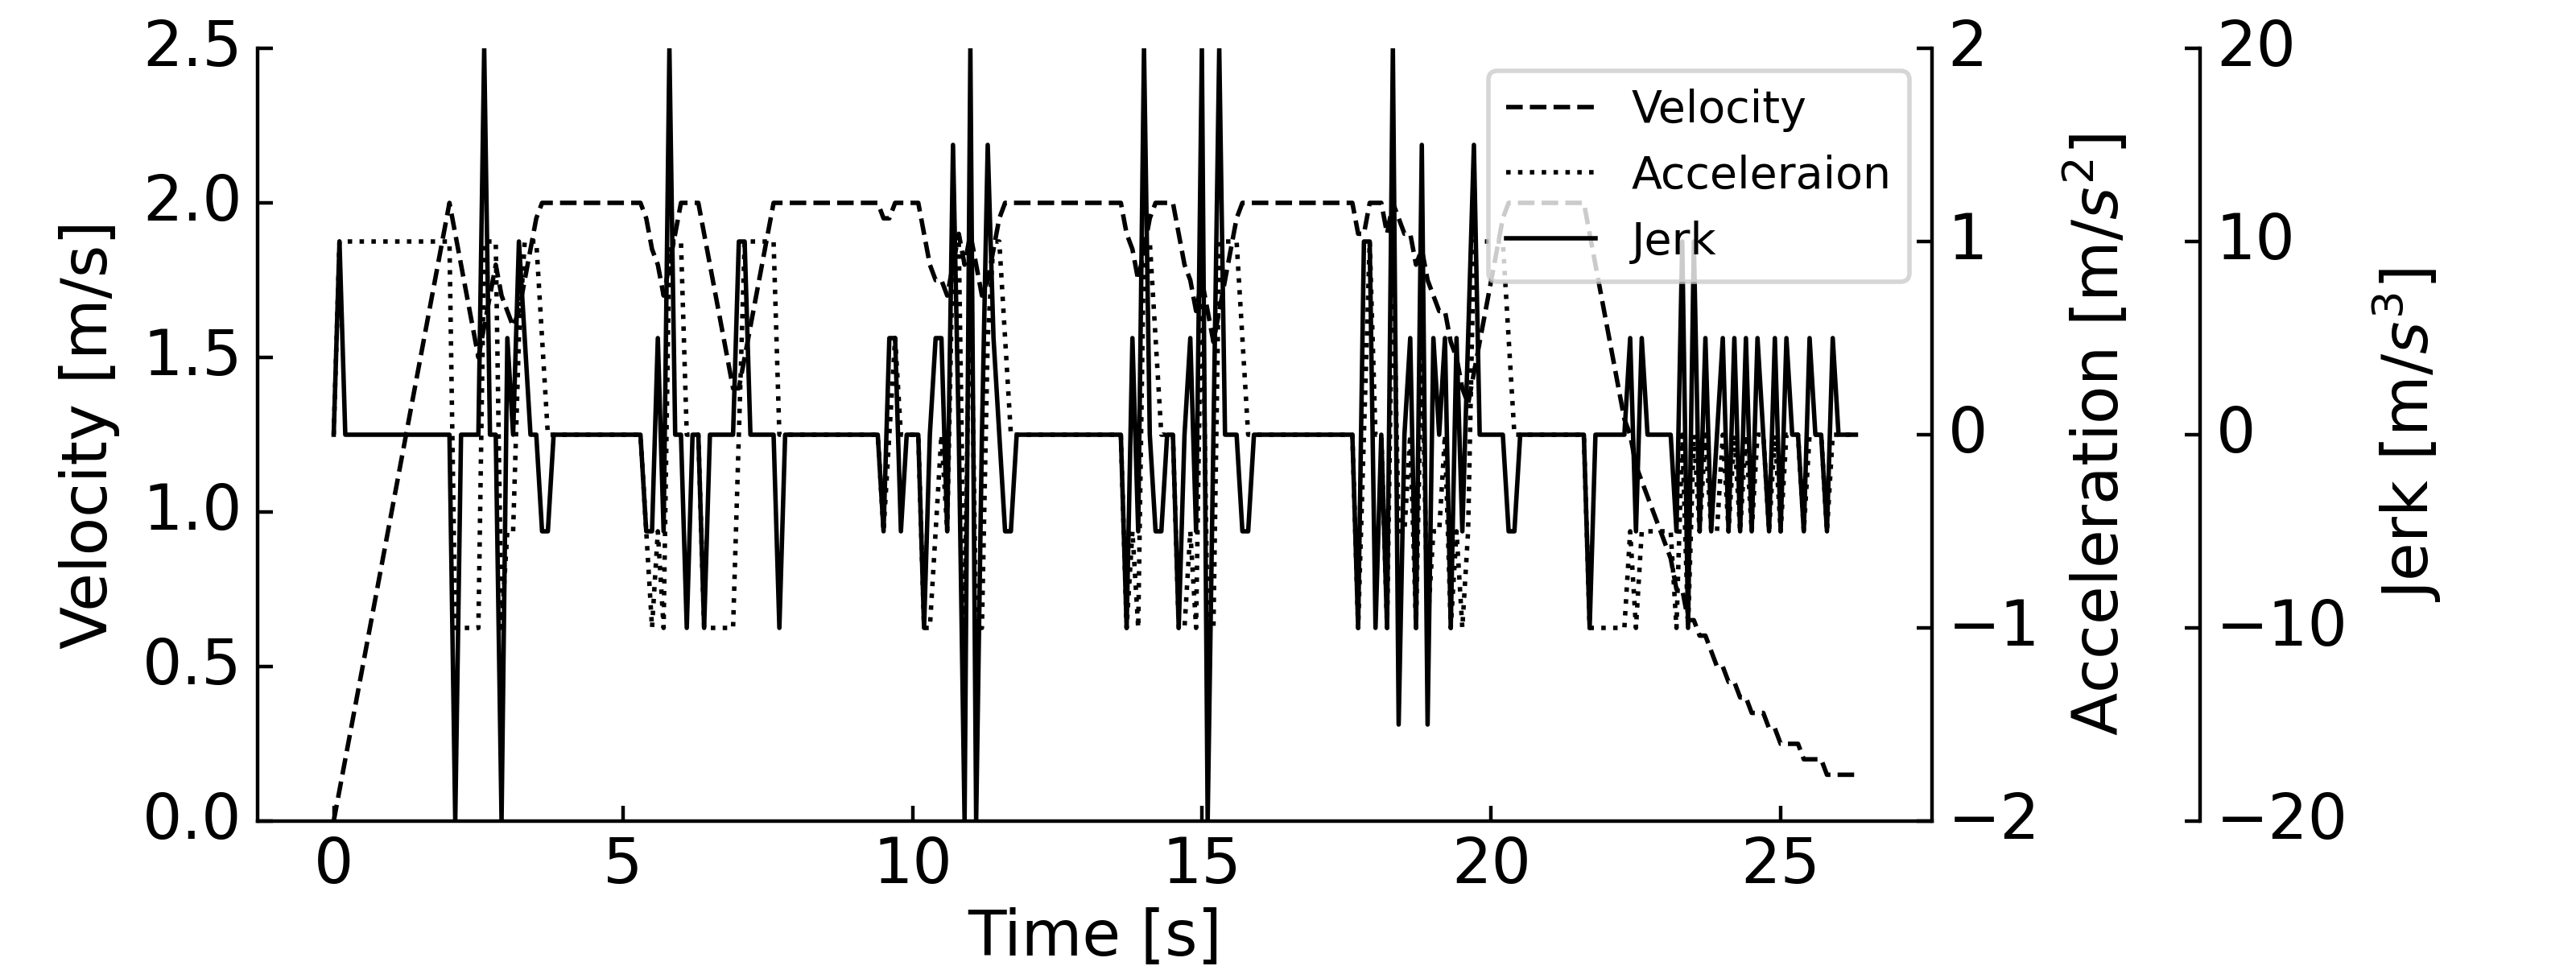 2.5
2.0
1.5
1.0
0.5
0.0
Velocity [m/s]
0 5 10 15 20 25
Time [s]
Velocity
Acceleraion
Jerk
2
1
0
−1
−2
Acceleration [m/s²]
20
10
0
−10
−20
Jerk [m/s³]